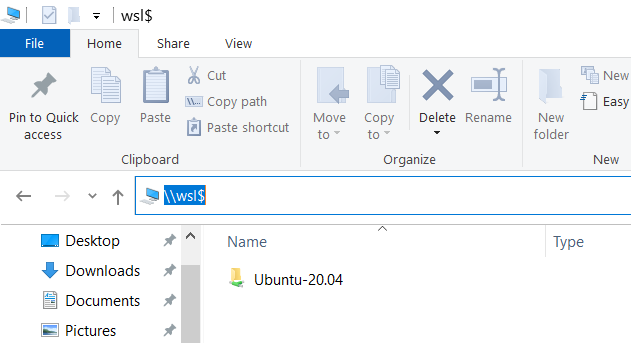 wsl$
File Home Share View
Pin to Quick access
Copy
Paste
Cut
Copy path
Paste shortcut
Clipboard
Move to
Copy to
Delete
Rename
Organize
New folder
New
Easy
New
\\wsl$
Desktop
Downloads
Documents
Pictures
Name Type
Ubuntu-20.04